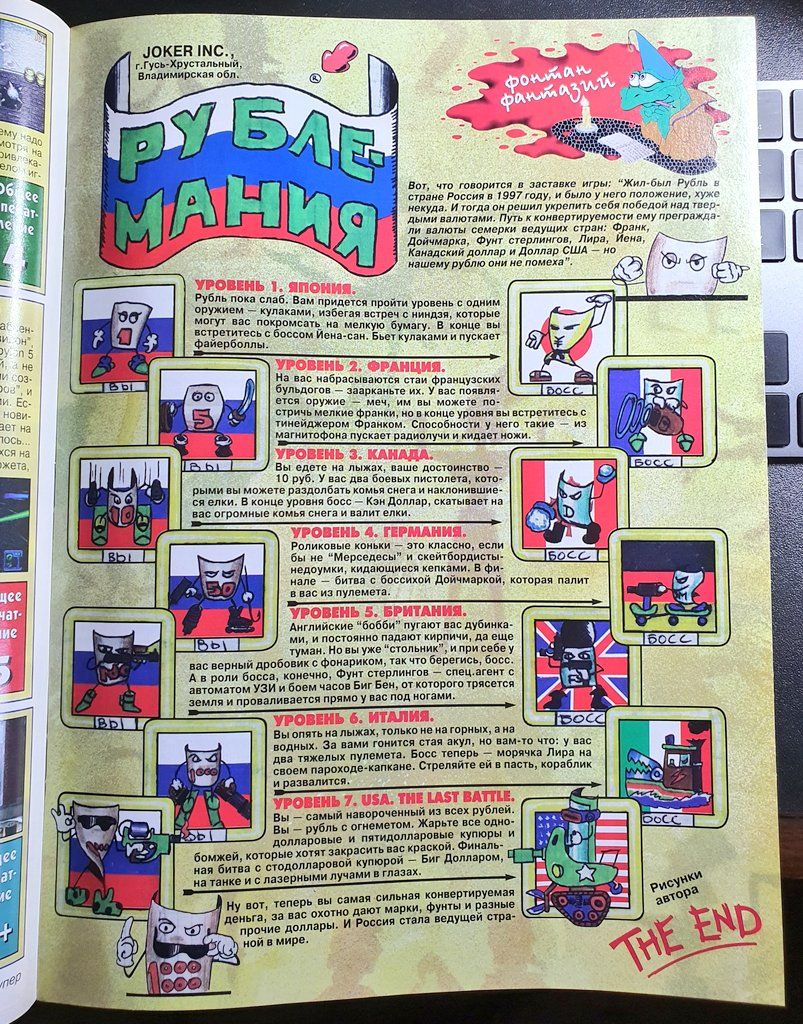 JOKER INC.,
г.Гусь-Хрустальный,
Владимирская обл.
®
РУБЛЕ-
МАНИЯ
фонтан
фантазий
Вот, что говорится в заставке игры: “Жил-был Рубль в
стране Россия в 1997 году, и было у него положение, хуже
некуда. И тогда он решил укрепить себя победой над твер-
дыми валютами. Путь к конвертируемости ему преграждa-
ли валюты семерки ведущих стран: Франк,
Дойчмарка, Фунт стерлингов, Лира, Йена,
Канадский доллар и Доллар США — но
нашему рублю они не помеха”.
УРОВЕНЬ 1. ЯПОНИЯ.
Рубль пока слаб. Вам придется пройти уровень с одним
оружием — кулаками, избегая встреч с ниндзя, которые
могут вас покромсать на мелкую бумагу. В конце вы
встретитесь с боссом Йена-сан. Бьет кулаками и пускает
файерболлы.
1
ВЫ
БОСС
УРОВЕНЬ 2. ФРАНЦИЯ.
На вас набрасываются стаи французских
бульдогов — заарканьте их. У вас появля-
ется оружие — меч, им вы можете по-
стричь мелкие франки, но в конце уровня вы встретитесь с
тинейджером Франком. Способности у него такие — из
магнитофона пускает радиолучи и кидает ножи.
5
ВЫ
БОСС
УРОВЕНЬ 3. КАНАДА.
Вы едете на лыжах, ваше достоинство —
10 руб. У вас два боевых пистолета, кото-
рыми вы можете раздолбать комья снега и наклонившие-
ся елки. В конце уровня босс — Кэн Доллар, скатывает на
вас огромные комья снега и валит елки.
10
ВЫ
БОСС
УРОВЕНЬ 4. ГЕРМАНИЯ.
Роликовые коньки — это классно, если
бы не “Мерседесы” и скейтбордисты-
недоумки, кидающиеся кепками. В фи-
нале — битва с боссихой Дойчмаркой, которая палит
в вас из пулемета.
50
ВЫ
БОСС
УРОВЕНЬ 5. БРИТАНИЯ.
Английские “бобби” пугают вас дубинка-
ми, и постоянно падают кирпичи, да еще
туман. Но вы уже “стольник”, и при себе у
вас верный дробовик с фонариком, так что берегись, босс.
А в роли босса, конечно, Фунт стерлингов — спец.агент с
автоматом УЗИ и боем часов Биг Бен, от которого трясется
земля и проваливается прямо у вас под ногами.
ВЫ
БОСС
УРОВЕНЬ 6. ИТАЛИЯ.
Вы опять на лыжах, только не на горных, а на
водных. За вами гонится стая акул, но вам-то что: у вас
два тяжелых пулемета. Босс теперь — морячка Лира на
своем пароходе-капкане. Стреляйте ей в пасть, кораблик
и развалится.
ВЫ
БОСС
УРОВЕНЬ 7. USA. THE LAST BATTLE.
Вы — самый навороченный из всех рублей.
Вы — рубль с огнеметом. Жарьте все одно-
долларовые и пятидолларовые купюры и
бомжей, которые хотят закрасить вас краской. Финаль-
ная битва с стодолларовой купюрой — Биг Долларом,
на танке и с лазерными лучами в глазах.
Ну вот, теперь вы самая сильная конвертируемая
деньга, за вас охотно дают марки, фунты и разные
прочие доллары. И Россия стала ведущей стра-
ной в мире.
Рисунки
автора
THE END